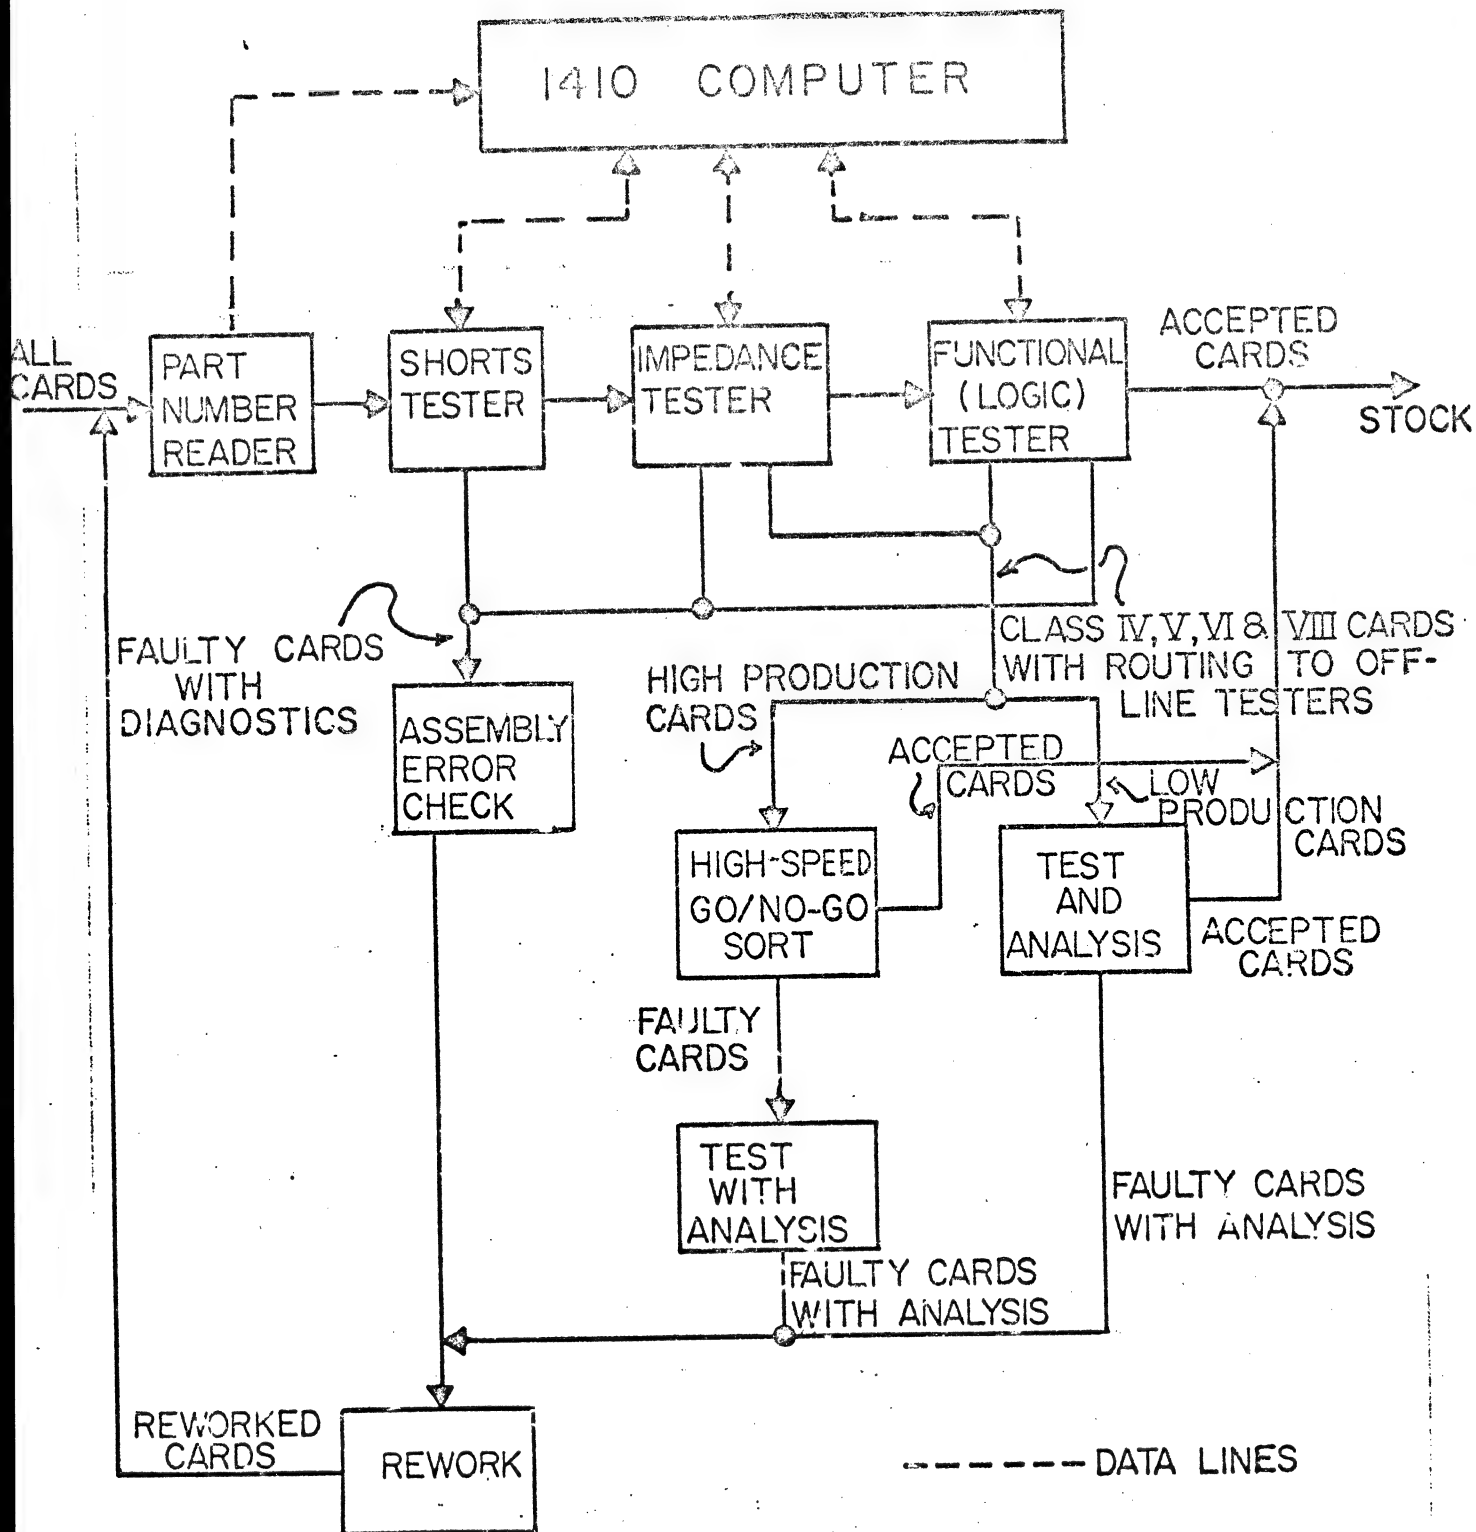 1410 COMPUTER
ALL
CARDS
PART
NUMBER
READER
SHORTS
TESTER
IMPEDANCE
TESTER
FUNCTIONAL
(LOGIC)
TESTER
ACCEPTED
CARDS
STOCK
FAULTY CARDS
WITH
DIAGNOSTICS
CLASS IV, V, VI & VIII CARDS
WITH ROUTING TO OFF-
LINE TESTERS
HIGH PRODUCTION
CARDS
ASSEMBLY
ERROR
CHECK
ACCEPTED
CARDS
LOW
PRODUCTION
CARDS
HIGH-SPEED
GO/NO-GO
SORT
TEST
AND
ANALYSIS
ACCEPTED
CARDS
FAULTY
CARDS
TEST
WITH
ANALYSIS
FAULTY CARDS
WITH ANALYSIS
FAULTY CARDS
WITH ANALYSIS
REWORKED
CARDS
REWORK
DATA LINES